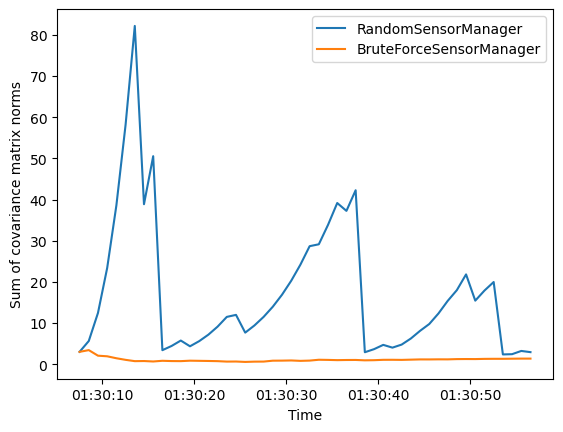 RandomSensorManager
BruteForceSensorManager
80
70
60
50
40
30
20
10
0
Sum of covariance matrix norms
01:30:10 01:30:20 01:30:30 01:30:40 01:30:50
Time